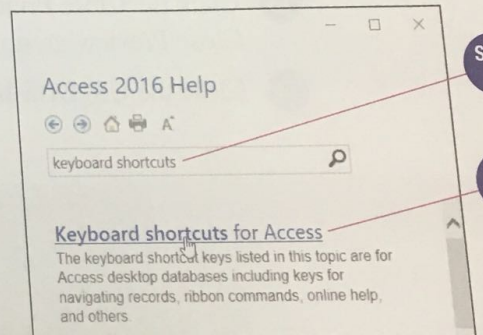 Access 2016 Help
keyboard shortcuts
Keyboard shortcuts for Access
The keyboard shortcut keys listed in this topic are for
Access desktop databases including keys for
navigating records, ribbon commands, online help,
and others.
S